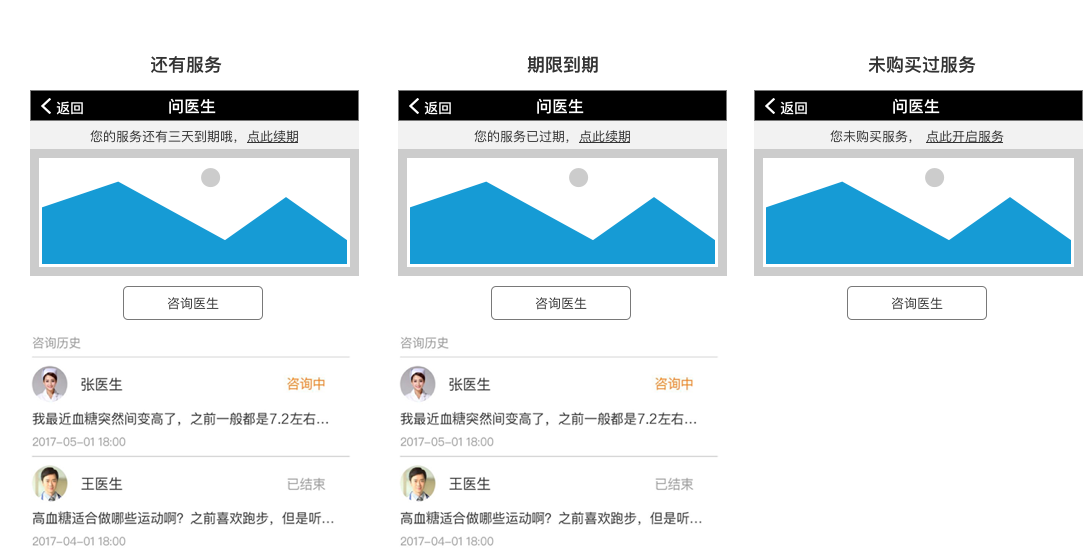 还有服务
返回
问医生
您的服务还有三天到期哦，点此续期
咨询医生
咨询历史
张医生
咨询中
我最近血糖突然间变高了，之前一般都是7.2左右...
2017-05-01 18:00
王医生
已结束
高血糖适合做哪些运动啊？之前喜欢跑步，但是听...
2017-04-01 18:00
期限到期
返回
问医生
您的服务已过期，点此续期
咨询医生
咨询历史
张医生
咨询中
我最近血糖突然间变高了，之前一般都是7.2左右...
2017-05-01 18:00
王医生
已结束
高血糖适合做哪些运动啊？之前喜欢跑步，但是听...
2017-04-01 18:00
未购买过服务
返回
问医生
您未购买服务， 点此开启服务
咨询医生